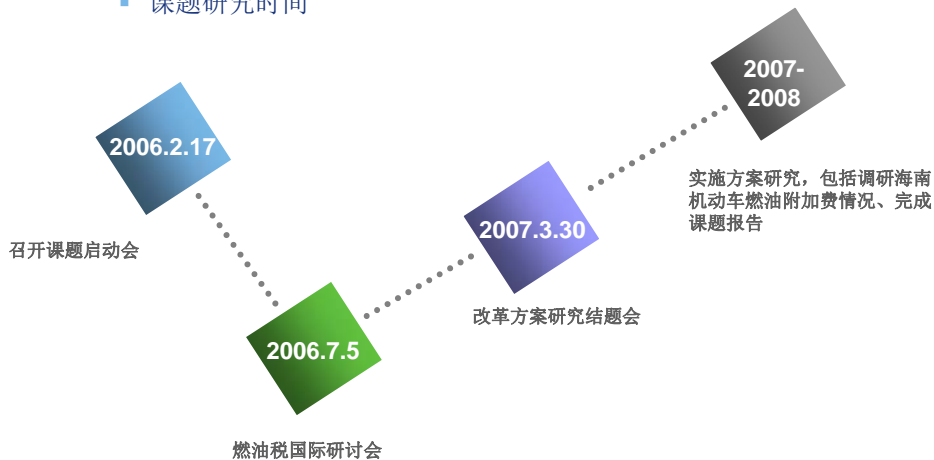 课题研究时间
2006.2.17
召开课题启动会
2006.7.5
燃油税国际研讨会
2007.3.30
改革方案研究结题会
2007-
2008
实施方案研究，包括调研海南
机动车燃油附加费情况、完成
课题报告